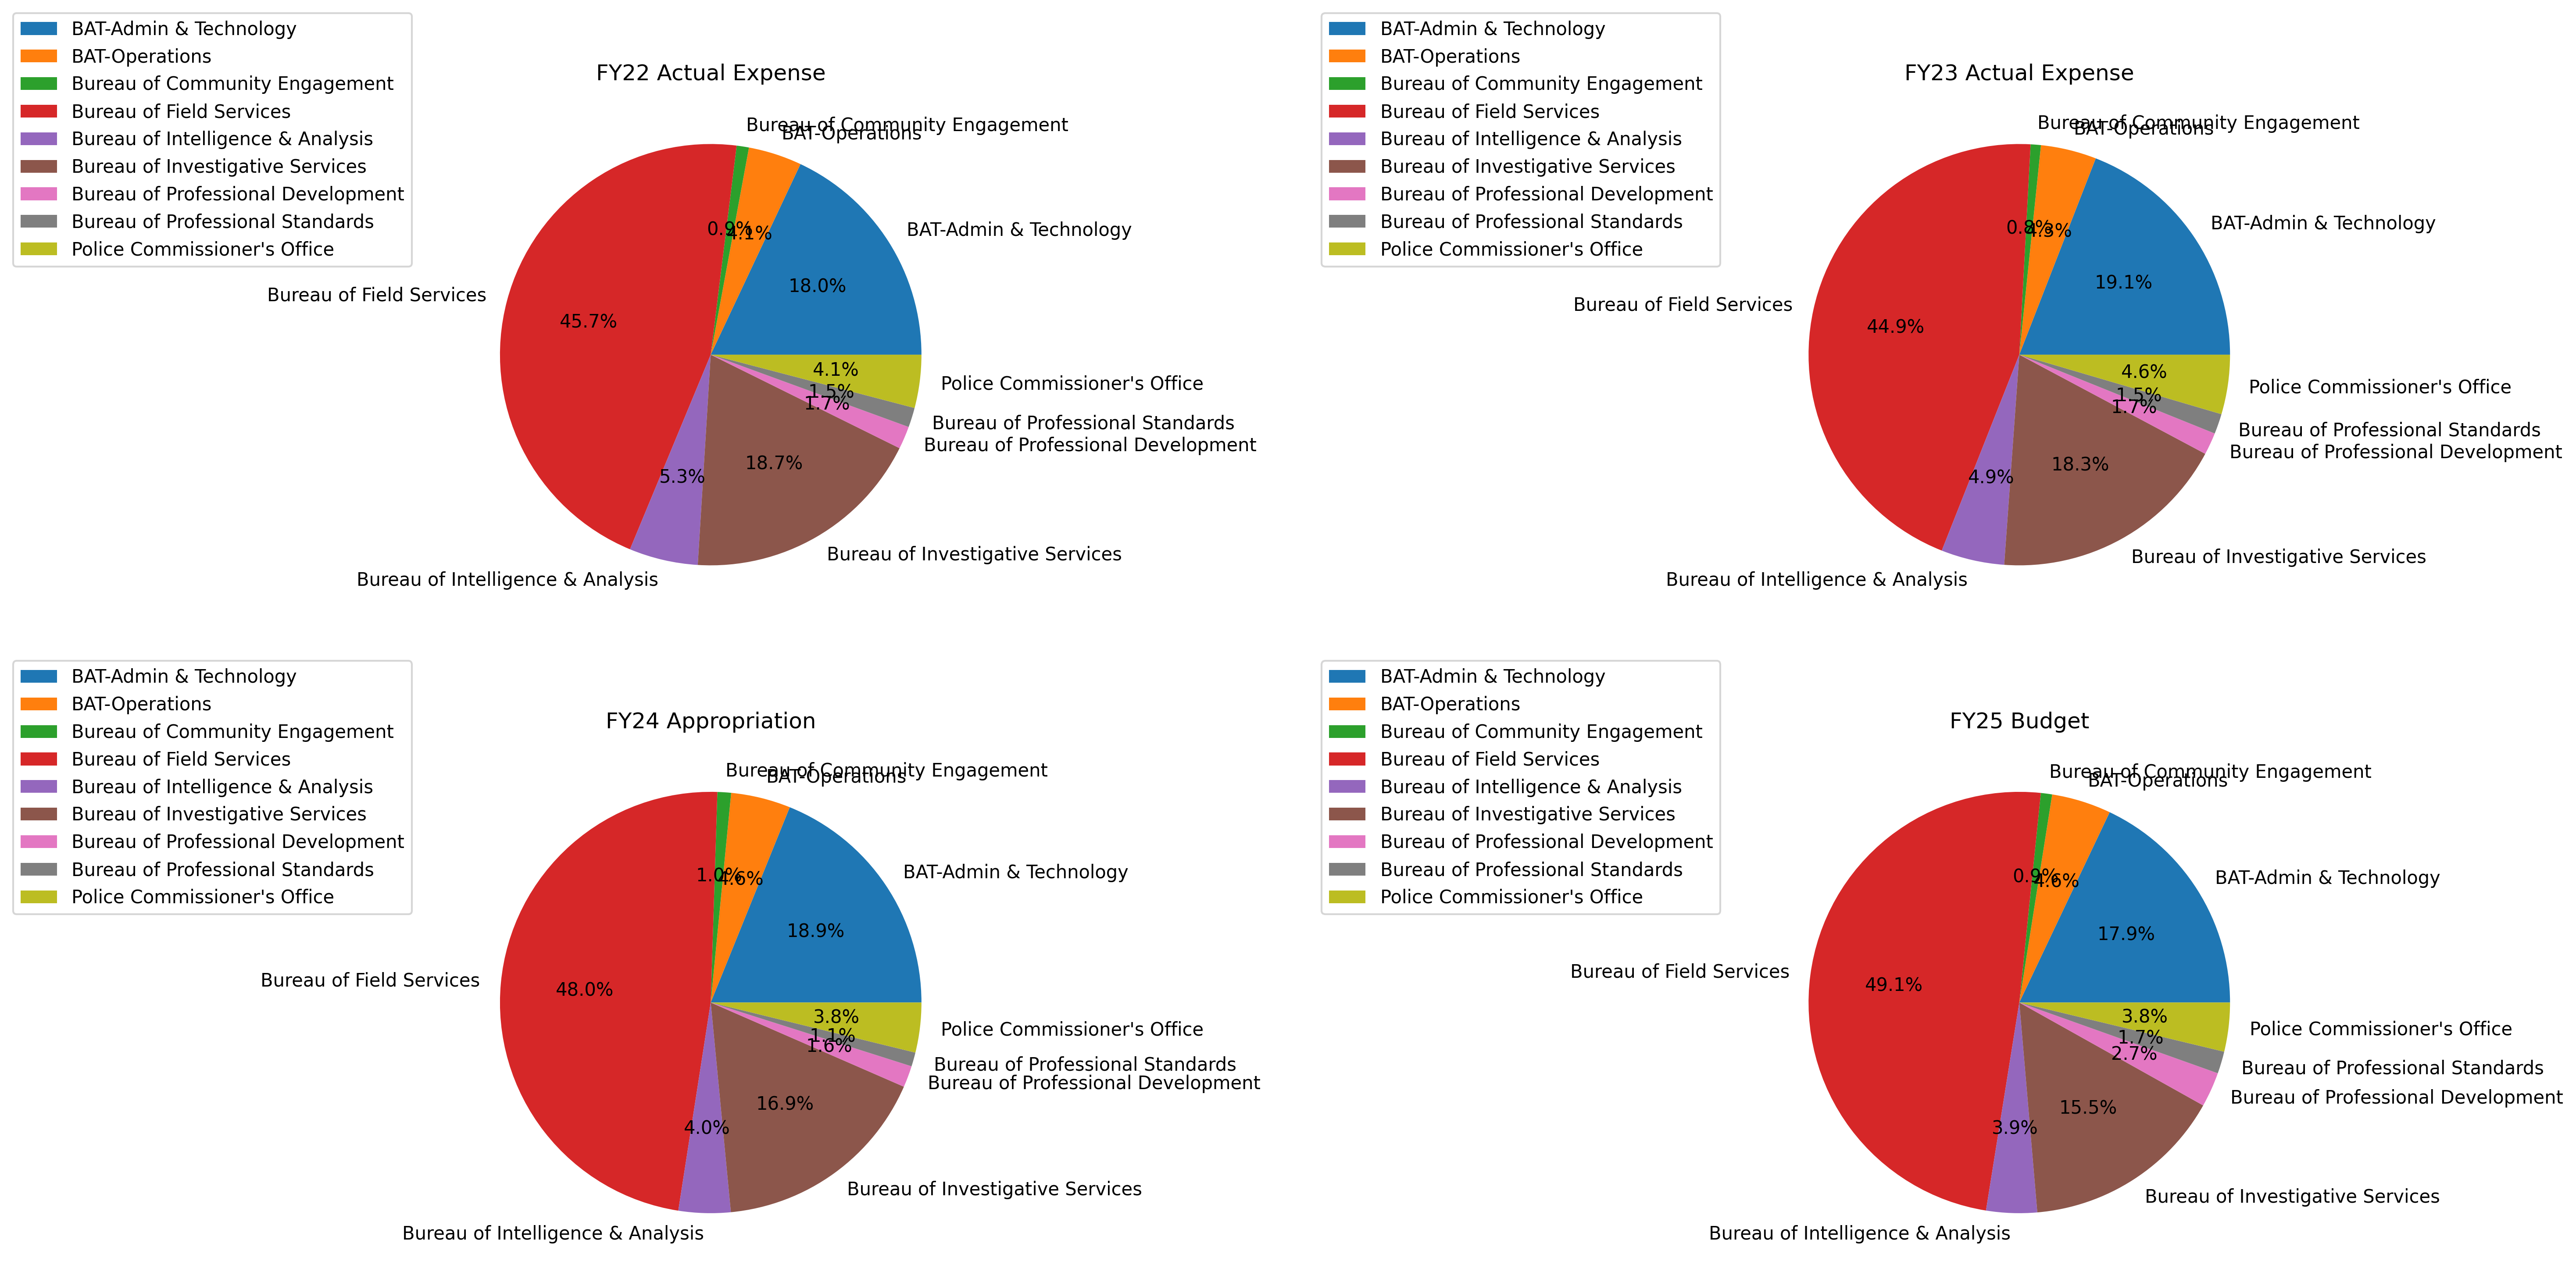 BAT-Admin & Technology
BAT-Operations
Bureau of Community Engagement
Bureau of Field Services
Bureau of Intelligence & Analysis
Bureau of Investigative Services
Bureau of Professional Development
Bureau of Professional Standards
Police Commissioner's Office
FY22 Actual Expense
Bureau of Community Engagement
BAT-Operations
BAT-Admin & Technology
Bureau of Field Services
Police Commissioner's Office
Bureau of Professional Standards
Bureau of Professional Development
Bureau of Investigative Services
Bureau of Intelligence & Analysis
0.9%
4.1%
18.0%
45.7%
4.1%
1.5%
1.7%
18.7%
5.3%
BAT-Admin & Technology
BAT-Operations
Bureau of Community Engagement
Bureau of Field Services
Bureau of Intelligence & Analysis
Bureau of Investigative Services
Bureau of Professional Development
Bureau of Professional Standards
Police Commissioner's Office
FY23 Actual Expense
Bureau of Community Engagement
BAT-Operations
BAT-Admin & Technology
Bureau of Field Services
Police Commissioner's Office
Bureau of Professional Standards
Bureau of Professional Development
Bureau of Investigative Services
Bureau of Intelligence & Analysis
0.8%
4.3%
19.1%
44.9%
4.6%
1.5%
1.7%
18.3%
4.9%
BAT-Admin & Technology
BAT-Operations
Bureau of Community Engagement
Bureau of Field Services
Bureau of Intelligence & Analysis
Bureau of Investigative Services
Bureau of Professional Development
Bureau of Professional Standards
Police Commissioner's Office
FY24 Appropriation
Bureau of Community Engagement
BAT-Operations
BAT-Admin & Technology
Bureau of Field Services
Police Commissioner's Office
Bureau of Professional Standards
Bureau of Professional Development
Bureau of Investigative Services
Bureau of Intelligence & Analysis
1.0%
4.6%
18.9%
48.0%
3.8%
1.1%
1.6%
16.9%
4.0%
BAT-Admin & Technology
BAT-Operations
Bureau of Community Engagement
Bureau of Field Services
Bureau of Intelligence & Analysis
Bureau of Investigative Services
Bureau of Professional Development
Bureau of Professional Standards
Police Commissioner's Office
FY25 Budget
Bureau of Community Engagement
BAT-Operations
BAT-Admin & Technology
Bureau of Field Services
Police Commissioner's Office
Bureau of Professional Standards
Bureau of Professional Development
Bureau of Investigative Services
Bureau of Intelligence & Analysis
0.9%
4.6%
17.9%
49.1%
3.8%
1.7%
2.7%
15.5%
3.9%